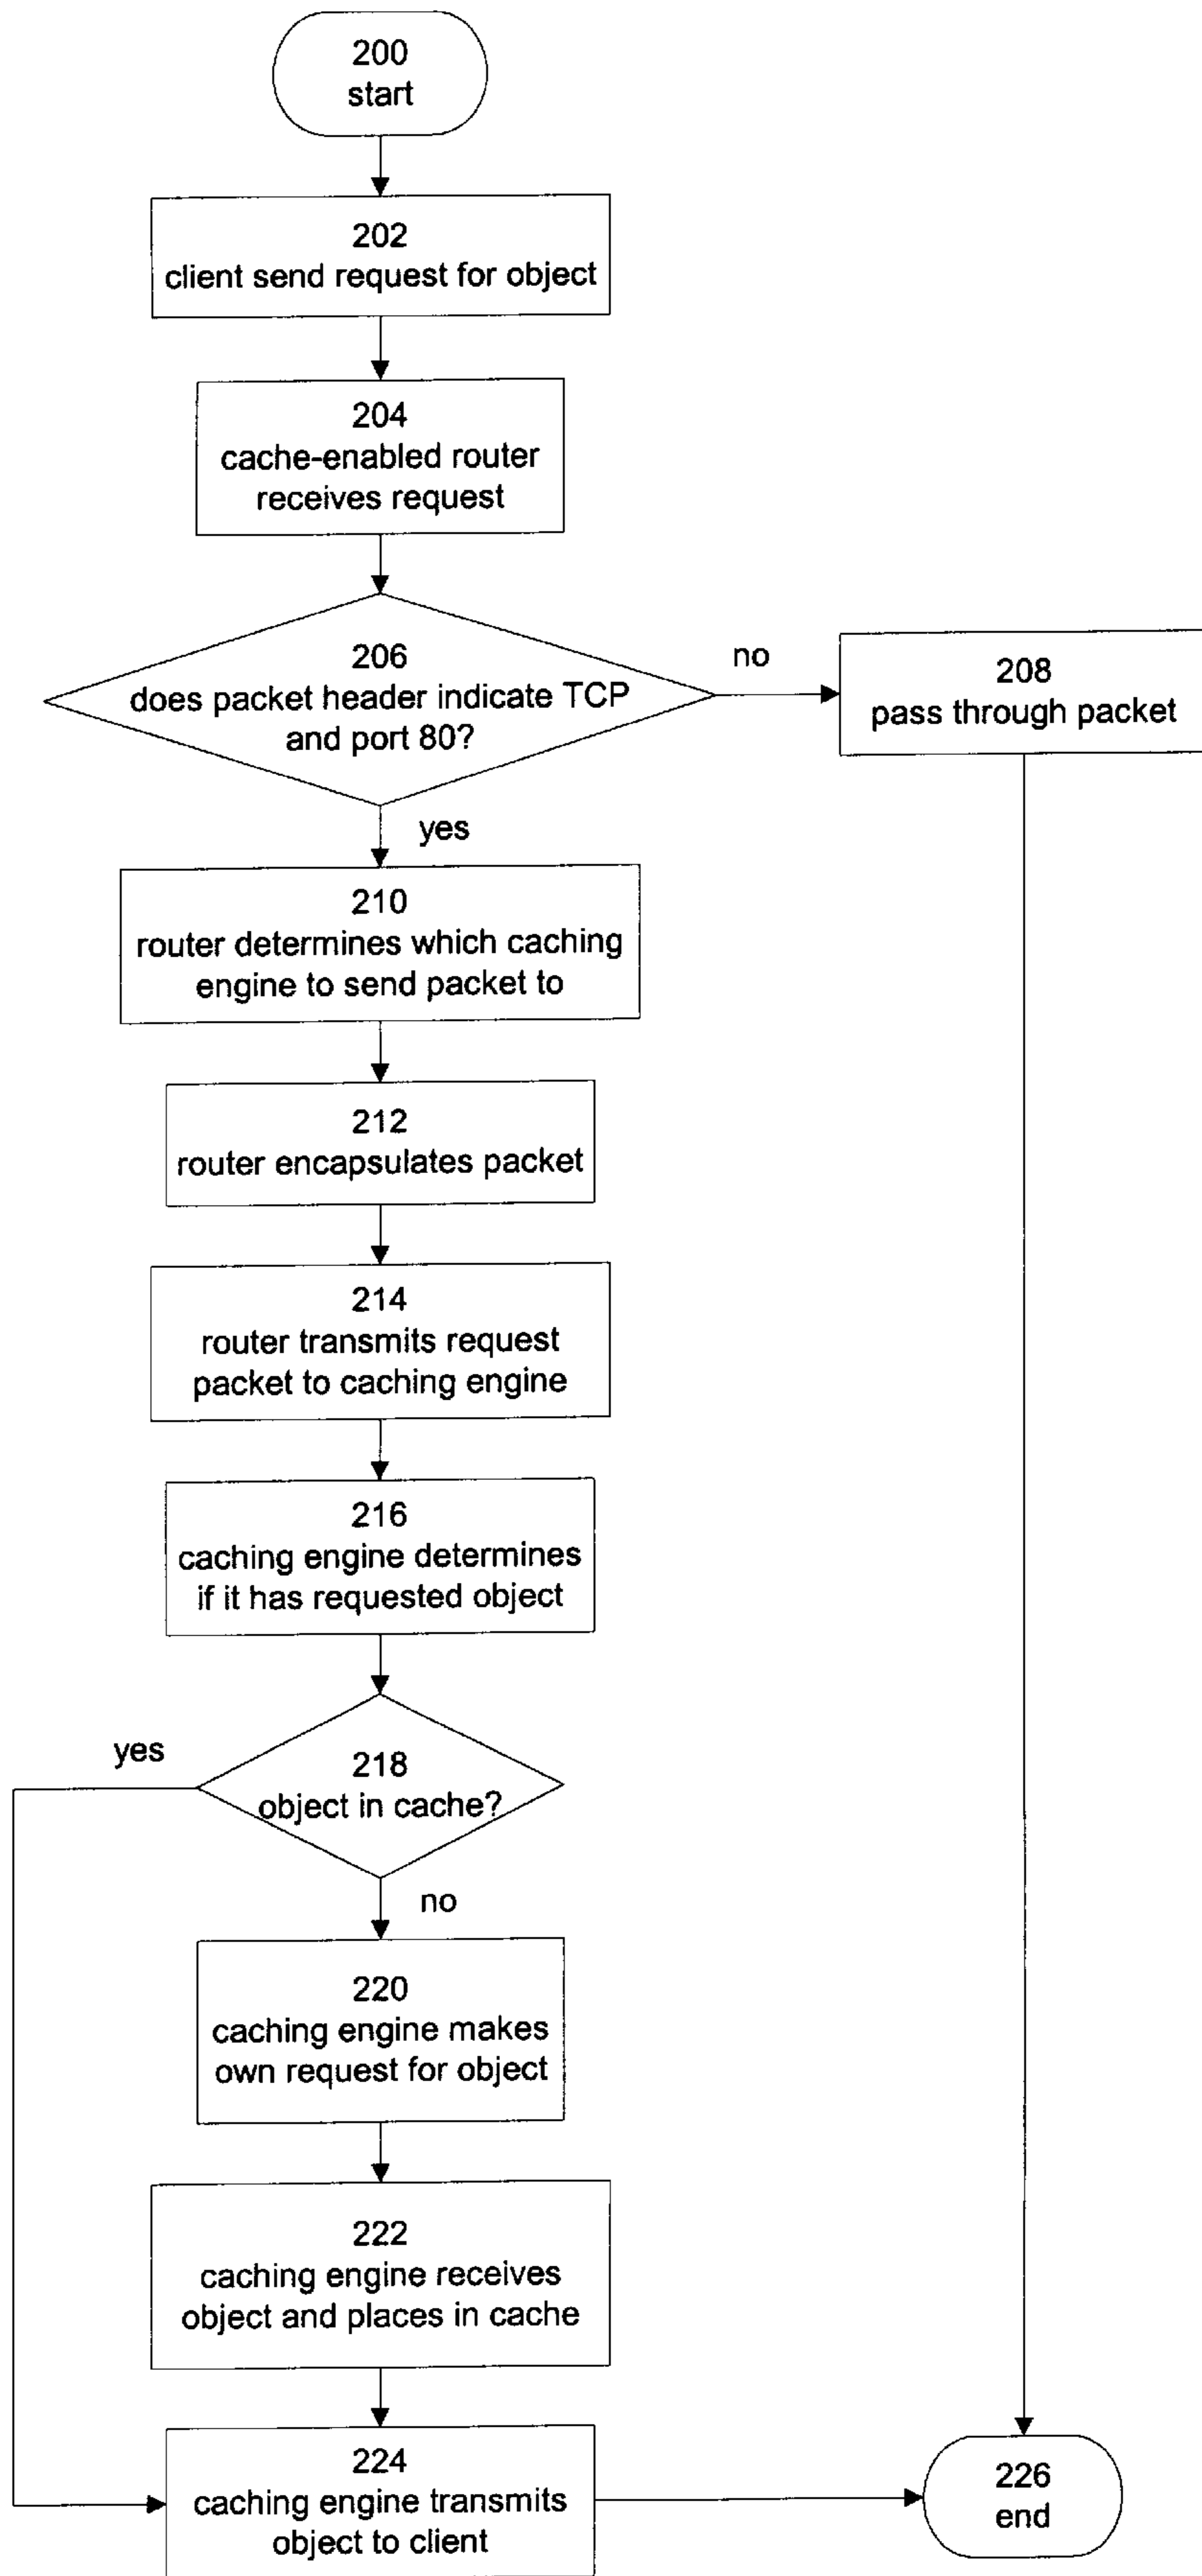 200
start
202
client send request for object
204
cache-enabled router
receives request
206
does packet header indicate TCP
and port 80?
no
208
pass through packet
yes
210
router determines which caching
engine to send packet to
212
router encapsulates packet
214
router transmits request
packet to caching engine
216
caching engine determines
if it has requested object
yes
218
object in cache?
no
220
caching engine makes
own request for object
222
caching engine receives
object and places in cache
224
caching engine transmits
object to client
226
end